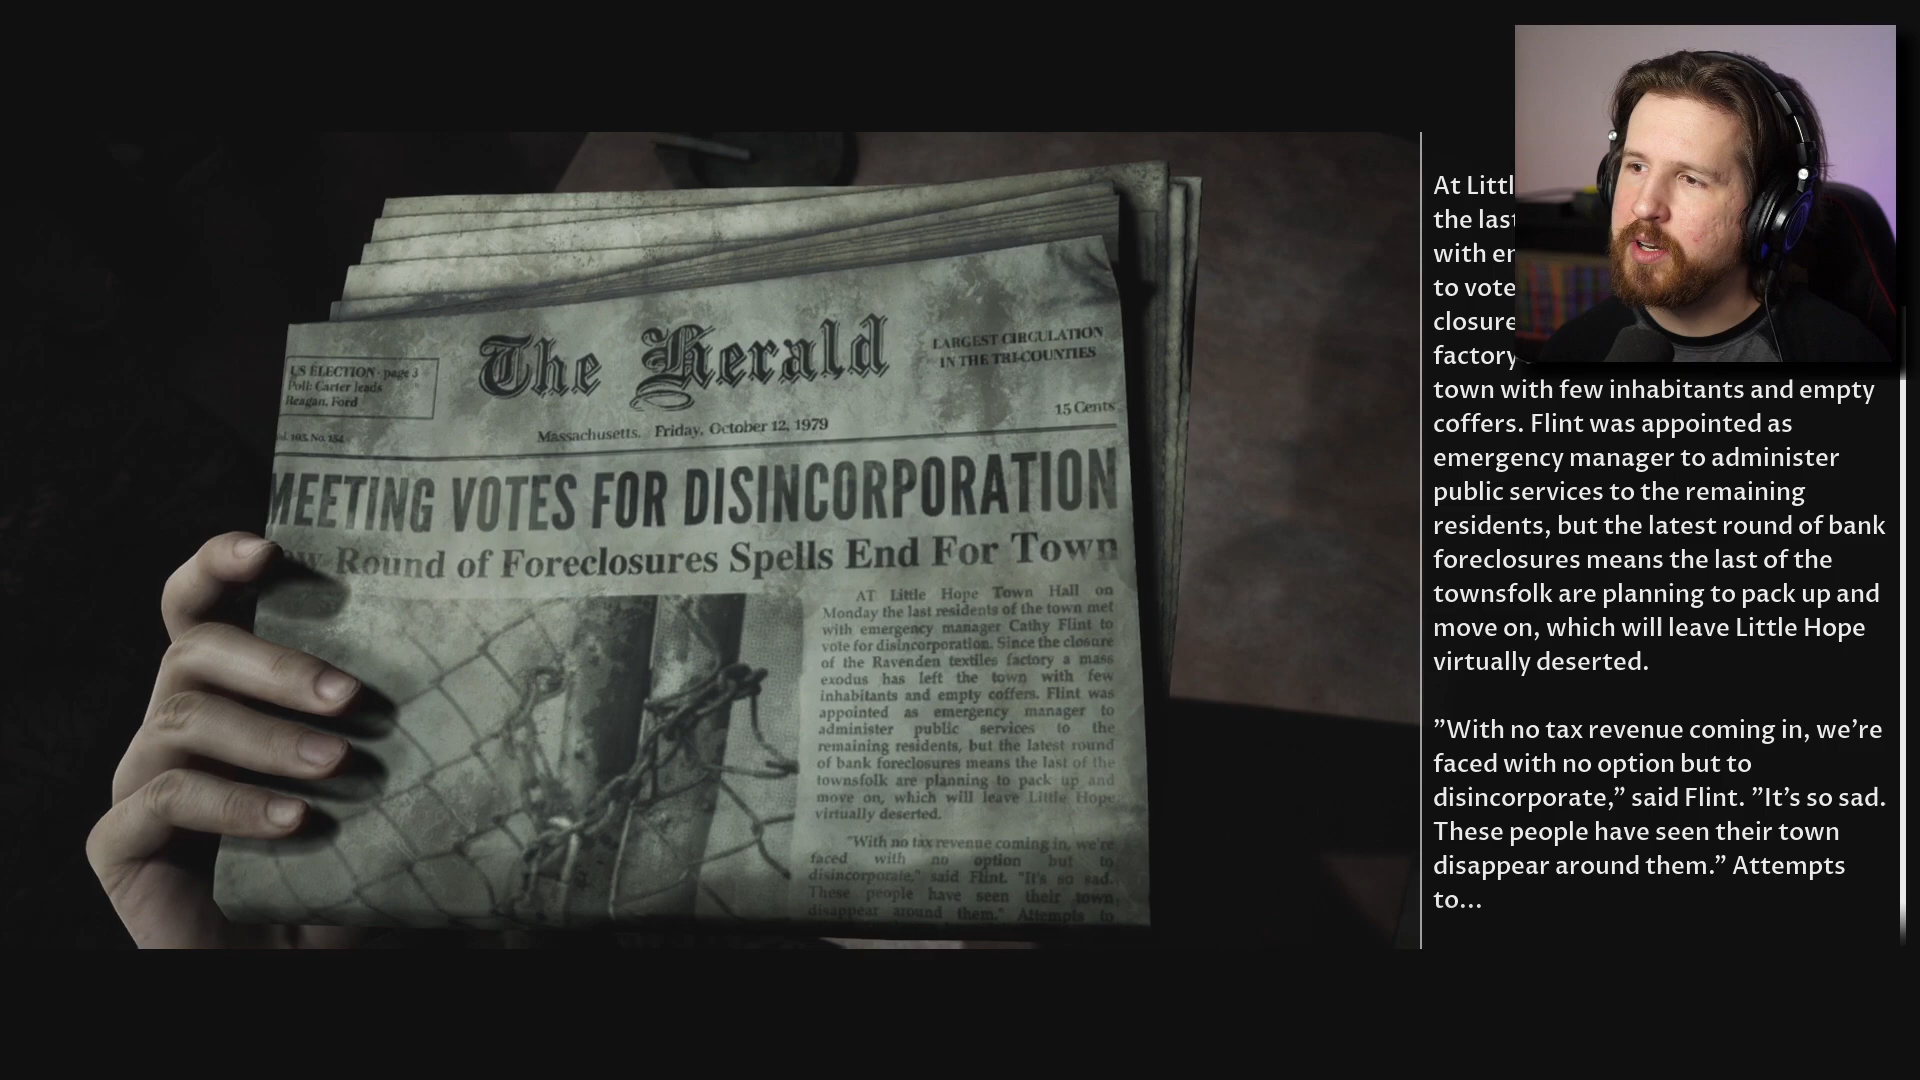 The Herald
LARGEST CIRCULATION
IN THE TRI-COUNTIES
US ELECTION - page 3
Poll: Carter leads
Reagan, Ford
15 Cents
Massachusetts, Friday, October 12, 1979
MEETING VOTES FOR DISINCORPORATION
Round of Foreclosures Spells End For Town
AT Little Hope Town Hall on
Monday the last residents of the town met
with emergency manager Cathy Flint to
vote for disincorporation. Since the closure
of the Ravenden textiles factory a mass
exodus has left the town with few
inhabitants and empty coffers. Flint was
appointed as emergency manager to
administer public services to the
remaining residents, but the latest round
of bank foreclosures means the last of the
townsfolk are planning to pack up and
move on, which will leave Little Hope
virtually deserted.
"With no tax revenue coming in, we're
faced with no option but to
disincorporate," said Flint. "It's so sad.
These people have seen their town
disappear around them." Attempts to
At Littl
the last
with
to vote
closure
factory
town with few inhabitants and empty
coffers. Flint was appointed as
emergency manager to administer
public services to the remaining
residents, but the latest round of bank
foreclosures means the last of the
townsfolk are planning to pack up and
move on, which will leave Little Hope
virtually deserted.
”With no tax revenue coming in, we’re
faced with no option but to
disincorporate,” said Flint. ”It’s so sad.
These people have seen their town
disappear around them.” Attempts
to...